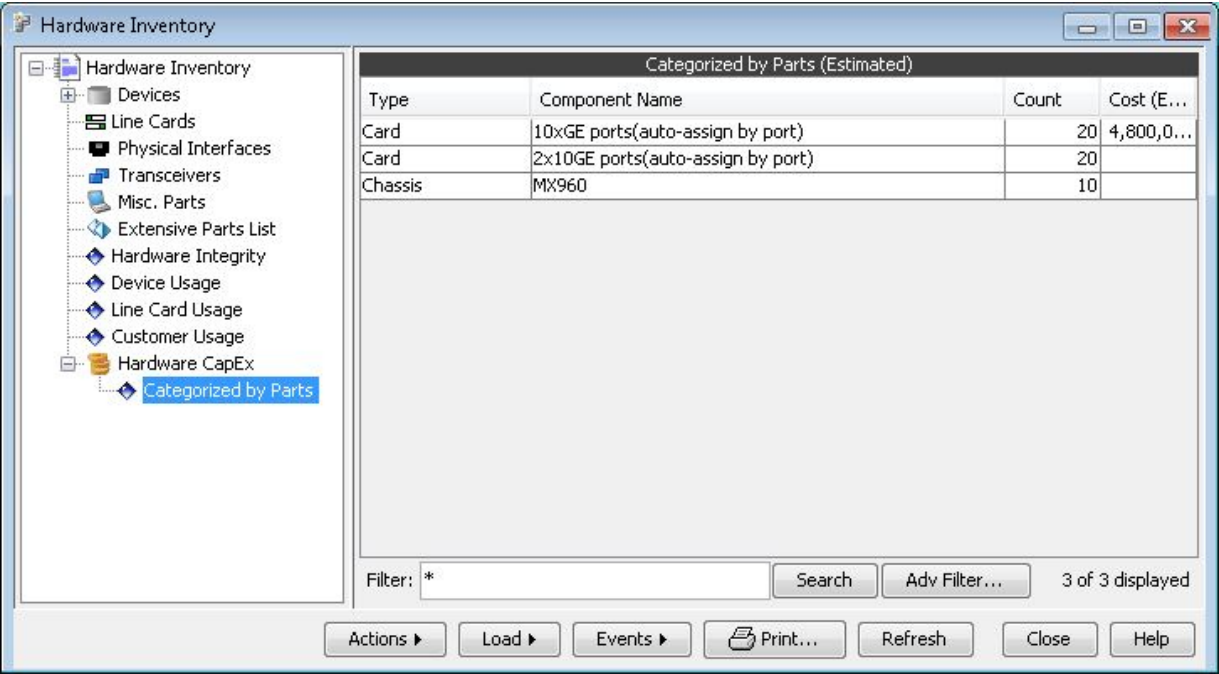 Hardware Inventory
Hardware Inventory
Devices
Line Cards
Physical Interfaces
Transceivers
Misc. Parts
Extensive Parts List
Hardware Integrity
Device Usage
Line Card Usage
Customer Usage
Hardware CapEx
Categorized by Parts
Categorized by Parts (Estimated)
Type Component Name Count Cost (E...
Card 10xGE ports(auto-assign by port) 20 4,800,0...
Card 2x10GE ports(auto-assign by port) 20
Chassis MX960 10
Filter: * Search Adv Filter... 3 of 3 displayed
Actions Load Events Print... Refresh Close Help